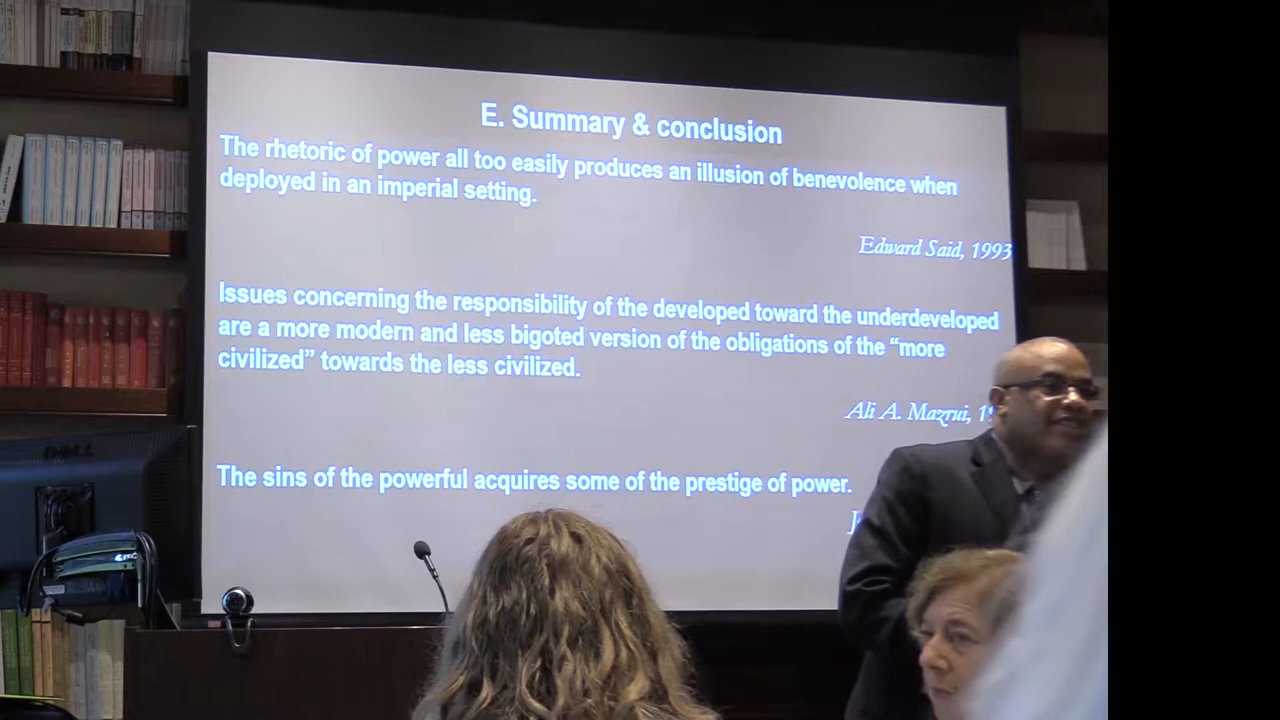 E. Summary & conclusion
The rhetoric of power all too easily produces an illusion of benevolence when
deployed in an imperial setting.
Edward Said, 1993
Issues concerning the responsibility of the developed toward the underdeveloped
are a more modern and less bigoted version of the obligations of the “more
civilized” towards the less civilized.
Ali A. Mazrui,
The sins of the powerful acquires some of the prestige of power.
DELL